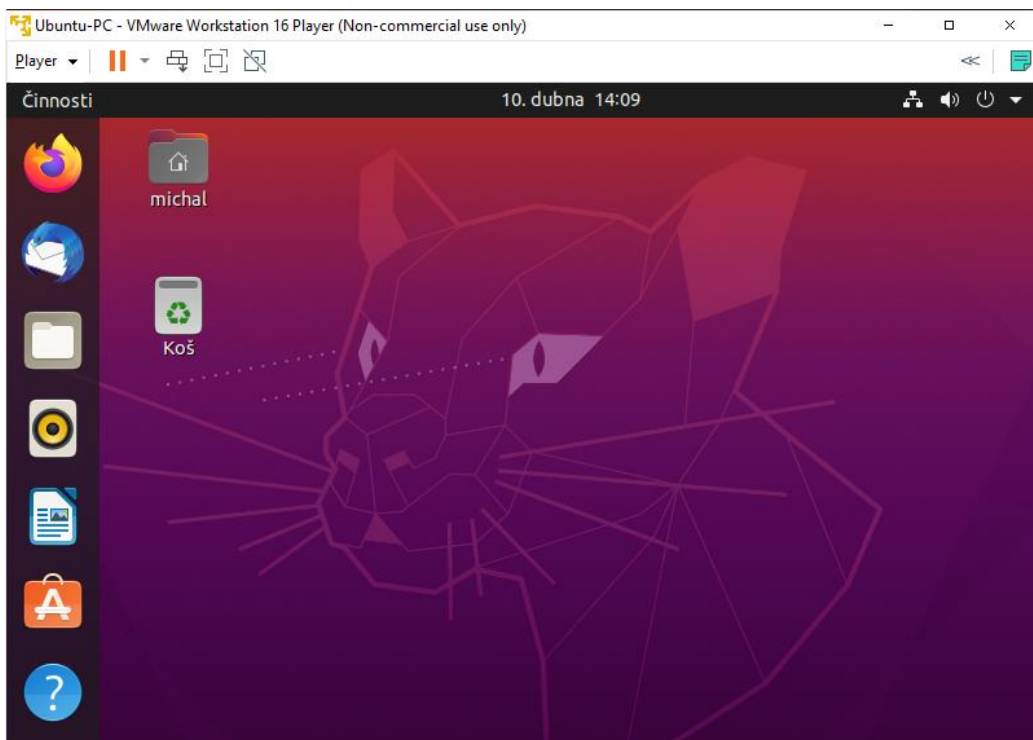 Ubuntu-PC - VMware Workstation 16 Player (Non-commercial use only)
Player
Činnosti
10. dubna 14:09
michal
Koš